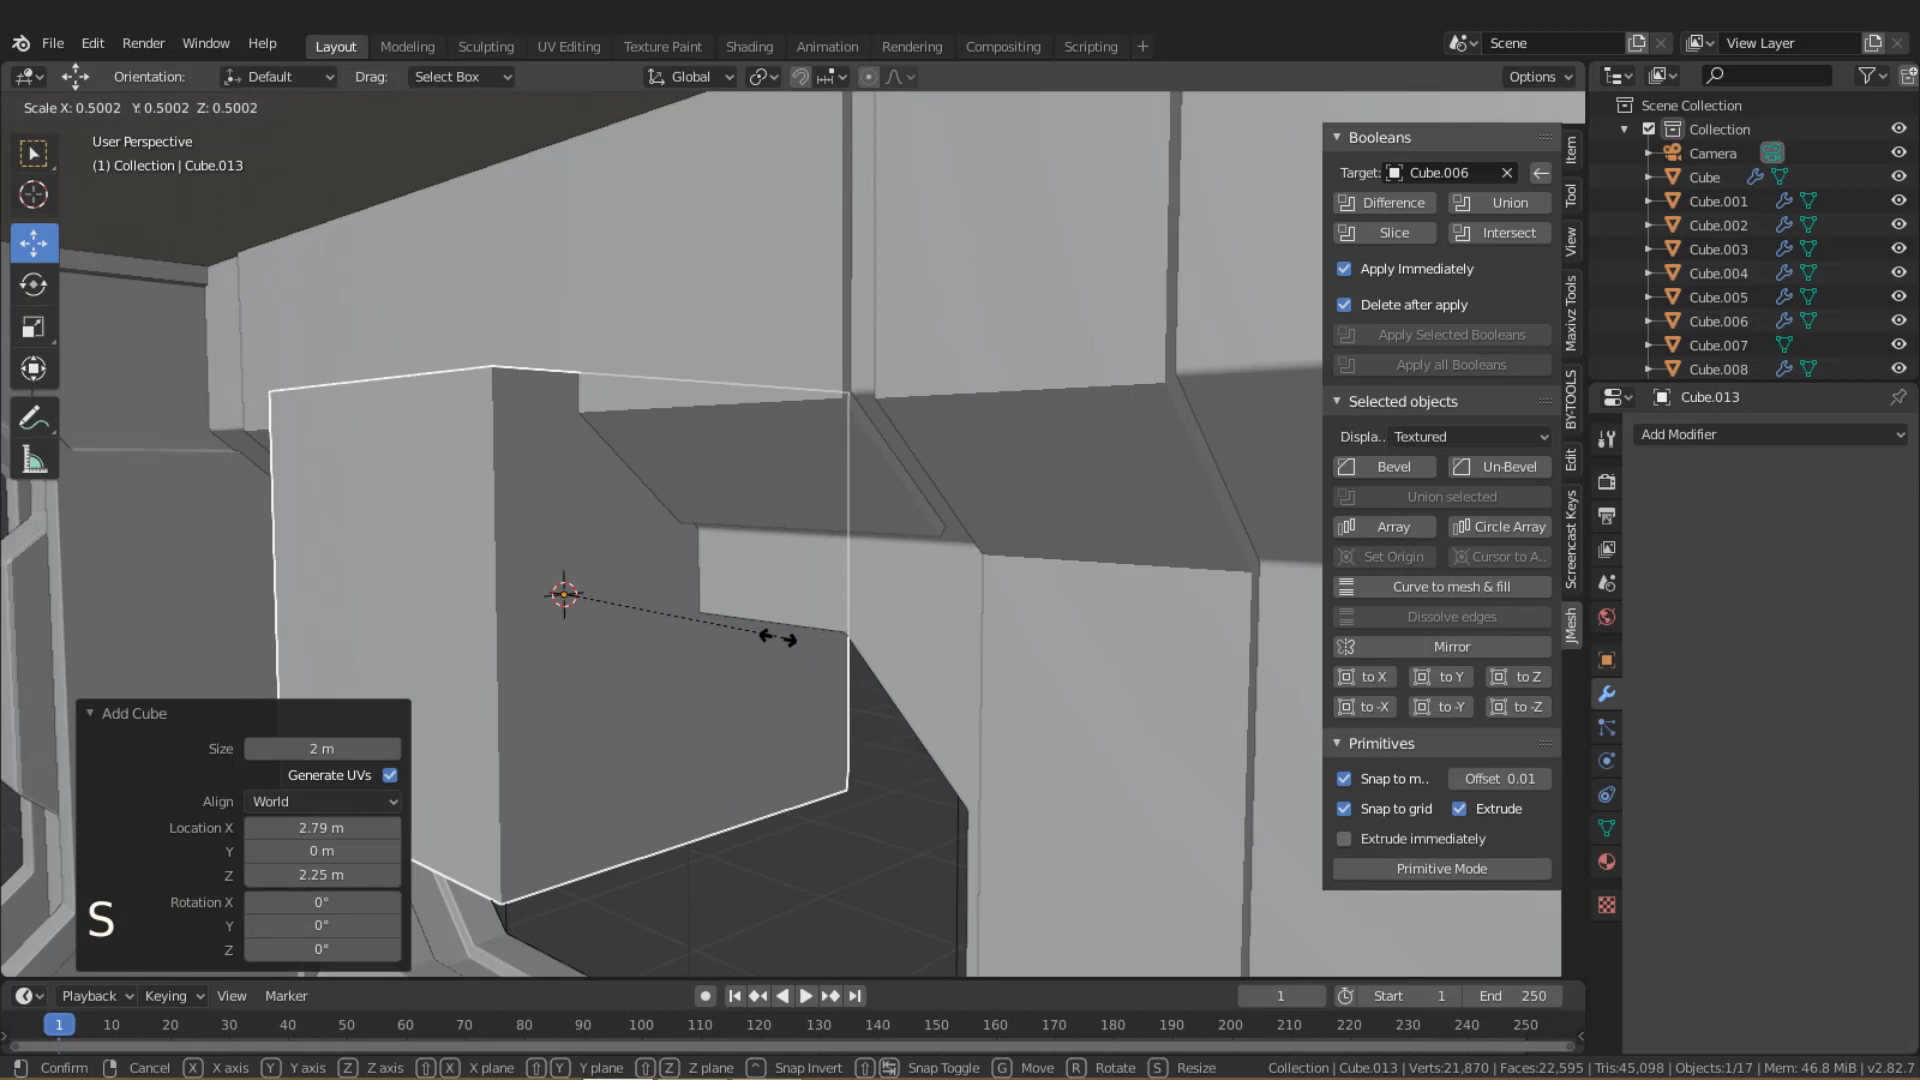 File Edit Render Window Help Layout Modeling Sculpting UV Editing Texture Paint Shading Animation Rendering Compositing Scripting + Scene View Layer
Orientation: Default Drag: Select Box Global Options
Scale X: 0.5002 Y: 0.5002 Z: 0.5002
User Perspective
(1) Collection | Cube.013
Booleans
Target: Cube.006
Difference Union
Slice Intersect
Apply Immediately
Delete after apply
Apply Selected Booleans
Apply all Booleans
Selected objects
Displa.. Textured
Bevel Un-Bevel
Union selected
Array Circle Array
Set Origin Cursor to A..
Curve to mesh & fill
Dissolve edges
Mirror
to X to Y to Z
to -X to -Y to -Z
Primitives
Snap to m.. Offset 0.01
Snap to grid Extrude
Extrude immediately
Primitive Mode
Item
Tool
View
Maxivz Tools
BY-TOOLS
Edit
Screencast Keys
JMesh
Scene Collection
Collection
Camera
Cube
Cube.001
Cube.002
Cube.003
Cube.004
Cube.005
Cube.006
Cube.007
Cube.008
Cube.013
Add Modifier
Add Cube
Size 2 m
Generate UVs
Align World
Location X 2.79 m
Y 0 m
Z 2.25 m
Rotation X 0°
Y 0°
Z 0°
S
Playback Keying View Marker 1 Start 1 End 250
1 10 20 30 40 50 60 70 80 90 100 110 120 130 140 150 160 170 180 190 200 210 220 230 240 250
Confirm Cancel X X axis Y Y axis Z Z axis X X plane Y Y plane Z Z plane Snap Invert Snap Toggle G Move R Rotate S Resize Collection | Cube.013 | Verts:21,870 | Faces:22,595 | Tris:45,098 | Objects:1/17 | Mem: 46.8 MiB | v2.82.7